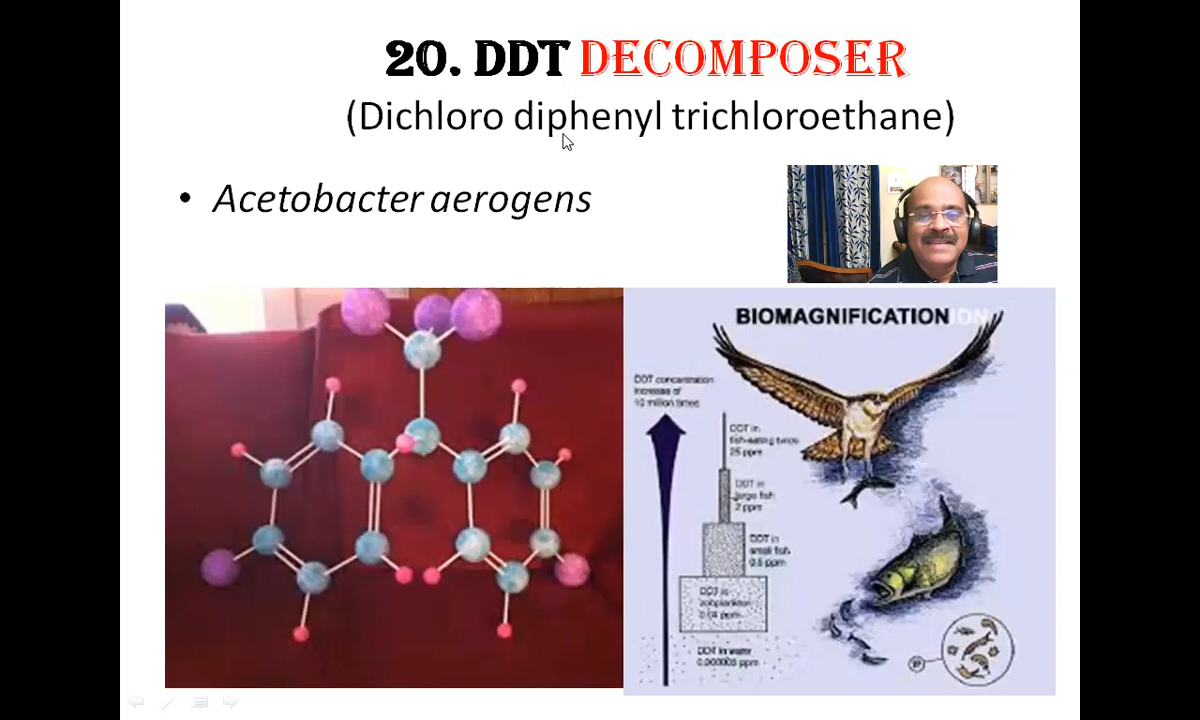 20. DDT DECOMPOSER
(Dichloro diphenyl trichloroethane)
• Acetobacter aerogens
BIOMAGNIFICATION
DDT concentration
increase of
10 million times
DDT in
fish-eating birds
25 ppm
DDT in
large fish
2 ppm
DDT in
small fish
0.5 ppm
DDT in
zooplankton
0.04 ppm
DDT in water
0.000003 ppm